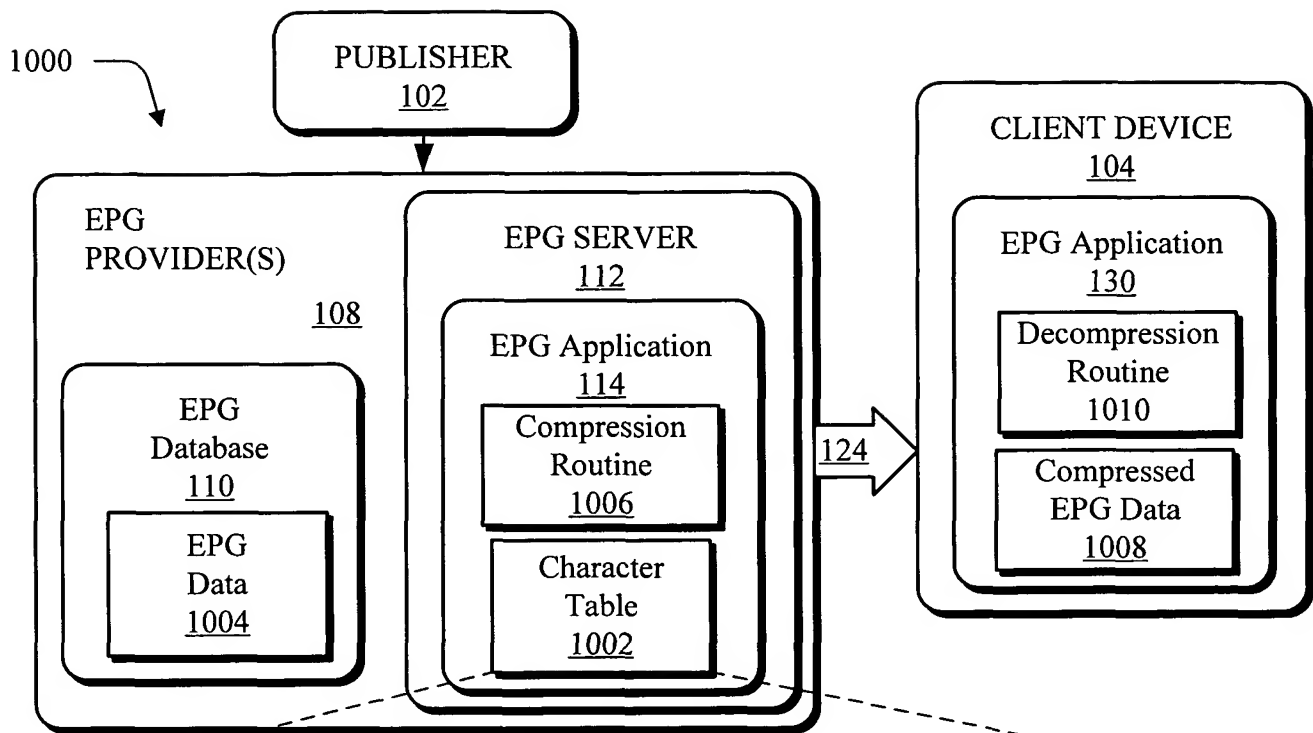 1000
PUBLISHER
102
EPG
PROVIDER(S)
108
EPG
Database
110
EPG
Data
1004
EPG SERVER
112
EPG Application
114
Compression
Routine
1006
Character
Table
1002
124
CLIENT DEVICE
104
EPG Application
130
Decompression
Routine
1010
Compressed
EPG Data
1008